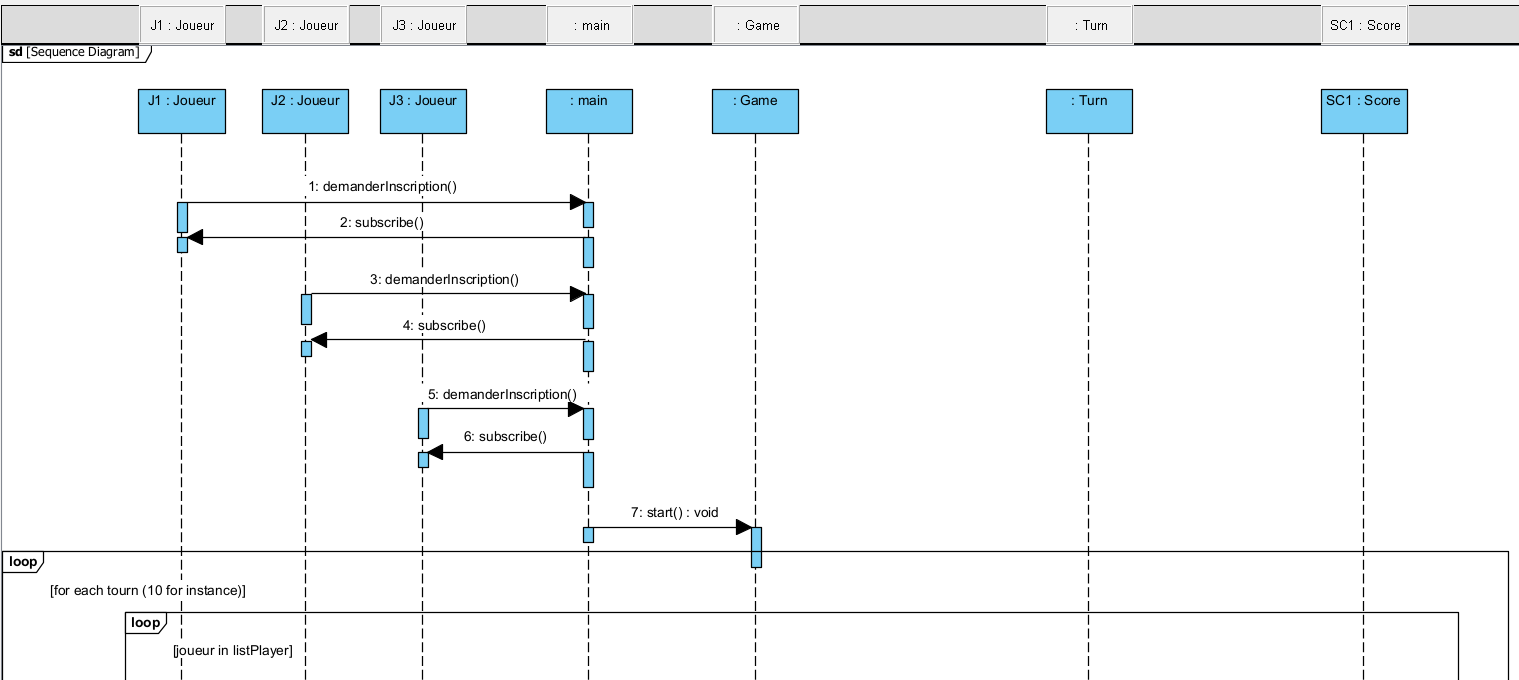 J1 : Joueur J2 : Joueur J3 : Joueur : main : Game : Turn SC1 : Score
sd [Sequence Diagram]
J1 : Joueur J2 : Joueur J3 : Joueur : main : Game : Turn SC1 : Score
1: demanderInscription()
2: subscribe()
3: demanderInscription()
4: subscribe()
5: demanderInscription()
6: subscribe()
7: start() : void
loop
[for each tourn (10 for instance)]
loop
[joueur in listPlayer]